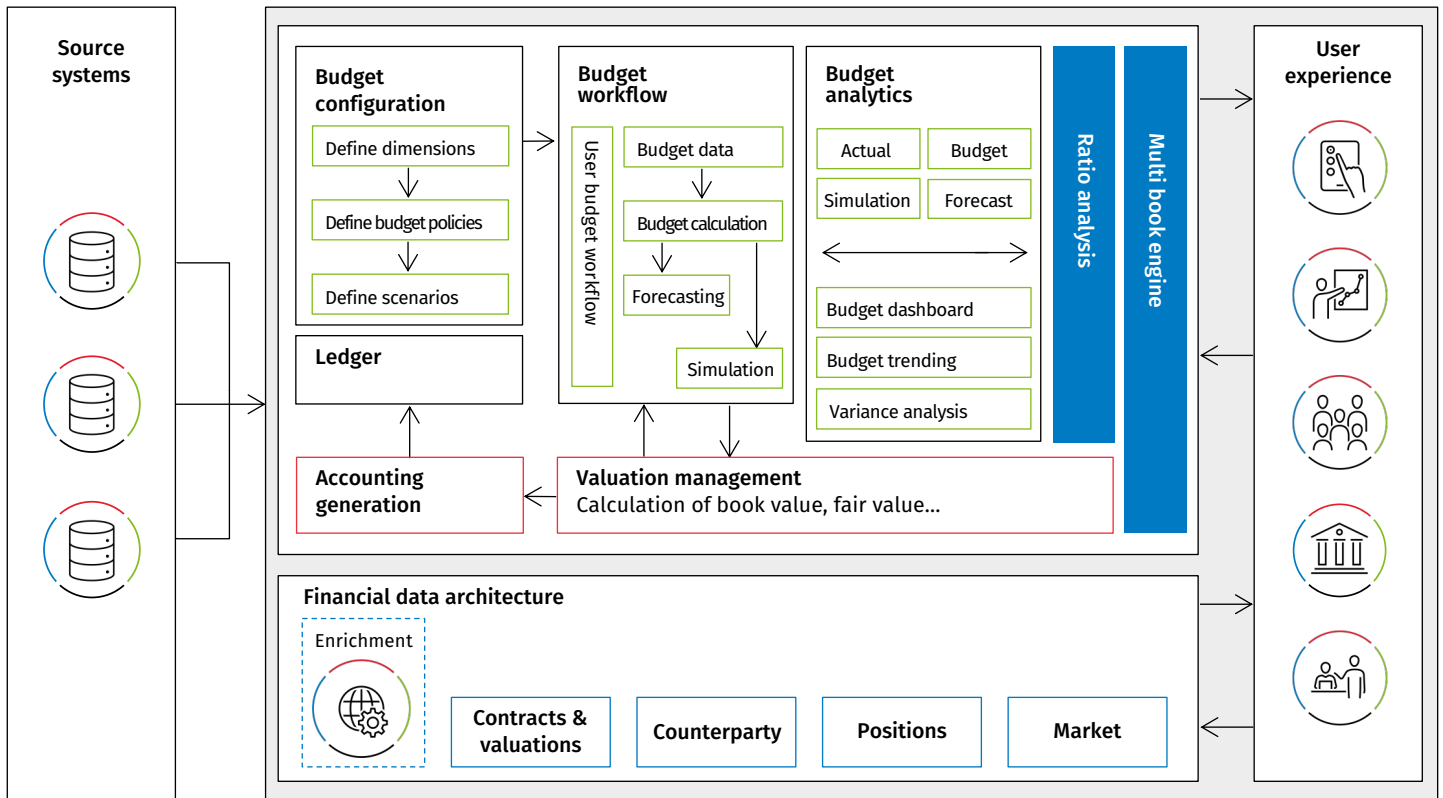 Source
systems
Budget
configuration
Define dimensions
Define budget policies
Define scenarios
Ledger
Budget
workflow
User budget workflow
Budget data
Budget calculation
Forecasting
Simulation
Budget
analytics
Actual
Budget
Simulation
Forecast
Budget dashboard
Budget trending
Variance analysis
Ratio analysis
Multi book engine
Accounting
generation
Valuation management
Calculation of book value, fair value...
Financial data architecture
Enrichment
Contracts &
valuations
Counterparty
Positions
Market
User
experience